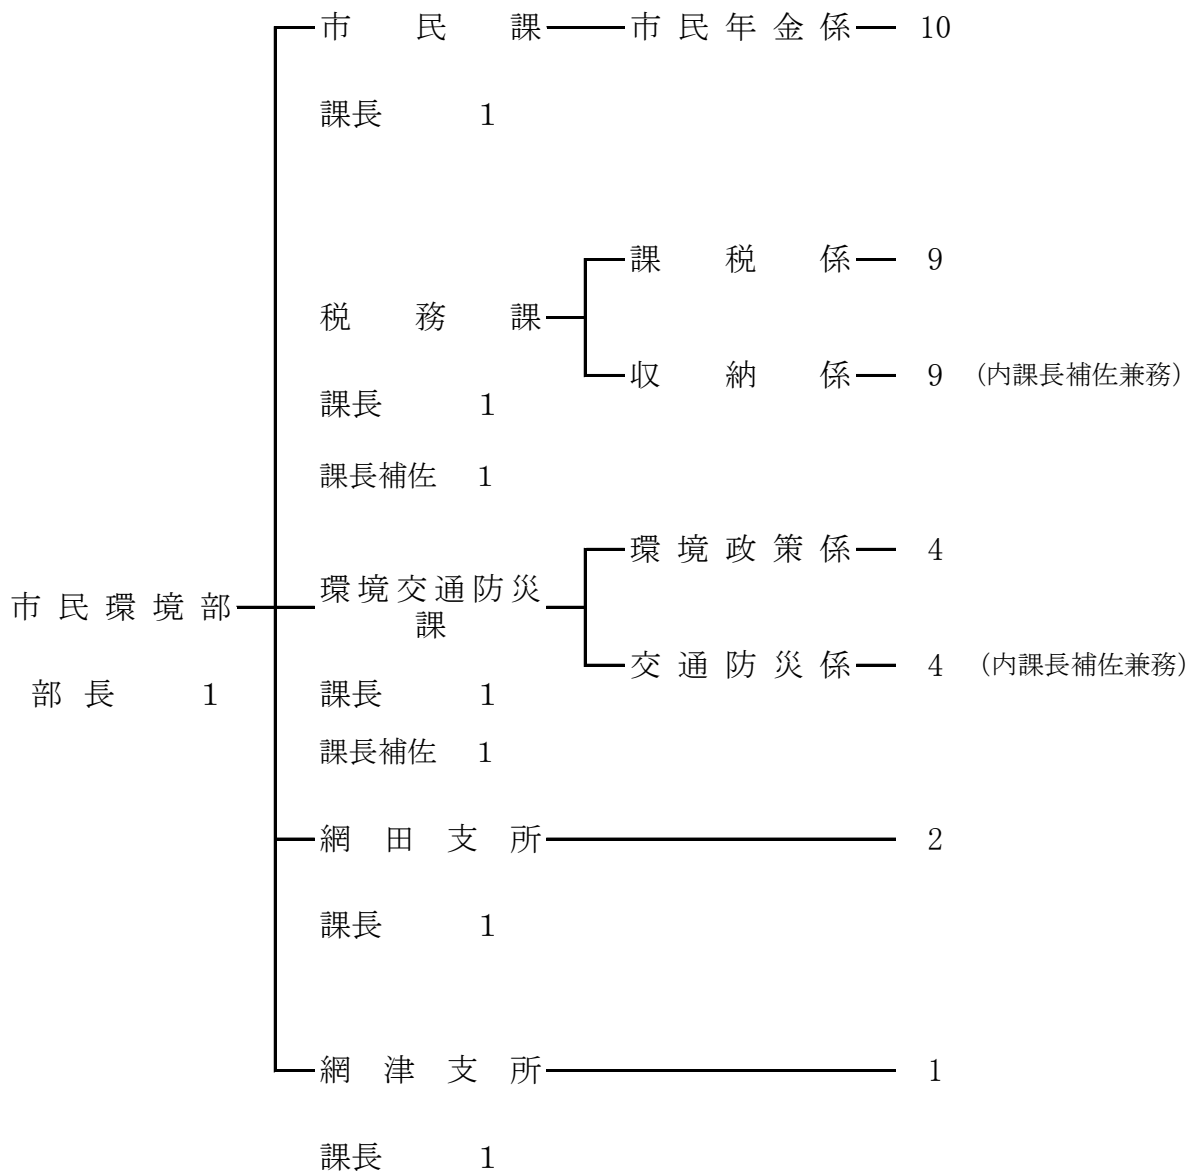 市民課 市民年金係 10
課長 1
課税係 9
税務課
収納係 9 (内課長補佐兼務)
課長 1
課長補佐 1
環境政策係 4
環境交通防災
課
市民環境部
交通防災係 4 (内課長補佐兼務)
部長 1
課長 1
課長補佐 1
網田支所 2
課長 1
網津支所 1
課長 1